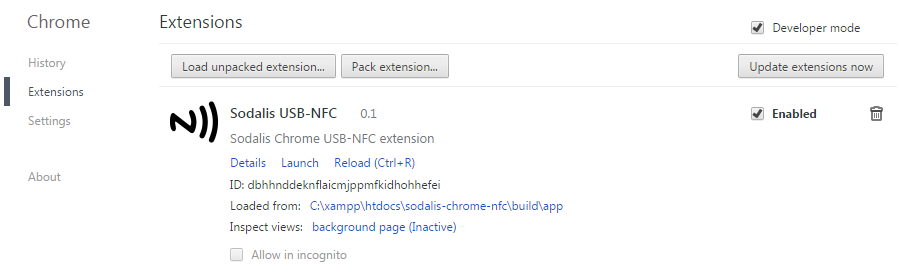 Chrome
Extensions
Developer mode
History
Extensions
Settings
About
Load unpacked extension... Pack extension... Update extensions now
Sodalis USB-NFC 0.1 Enabled
Sodalis Chrome USB-NFC extension
Details Launch Reload (Ctrl+R)
ID: dbhhnddeknflaicmjppmfkidhohhefei
Loaded from: C:\xampp\htdocs\sodalis-chrome-nfc\build\app
Inspect views: background page (Inactive)
Allow in incognito